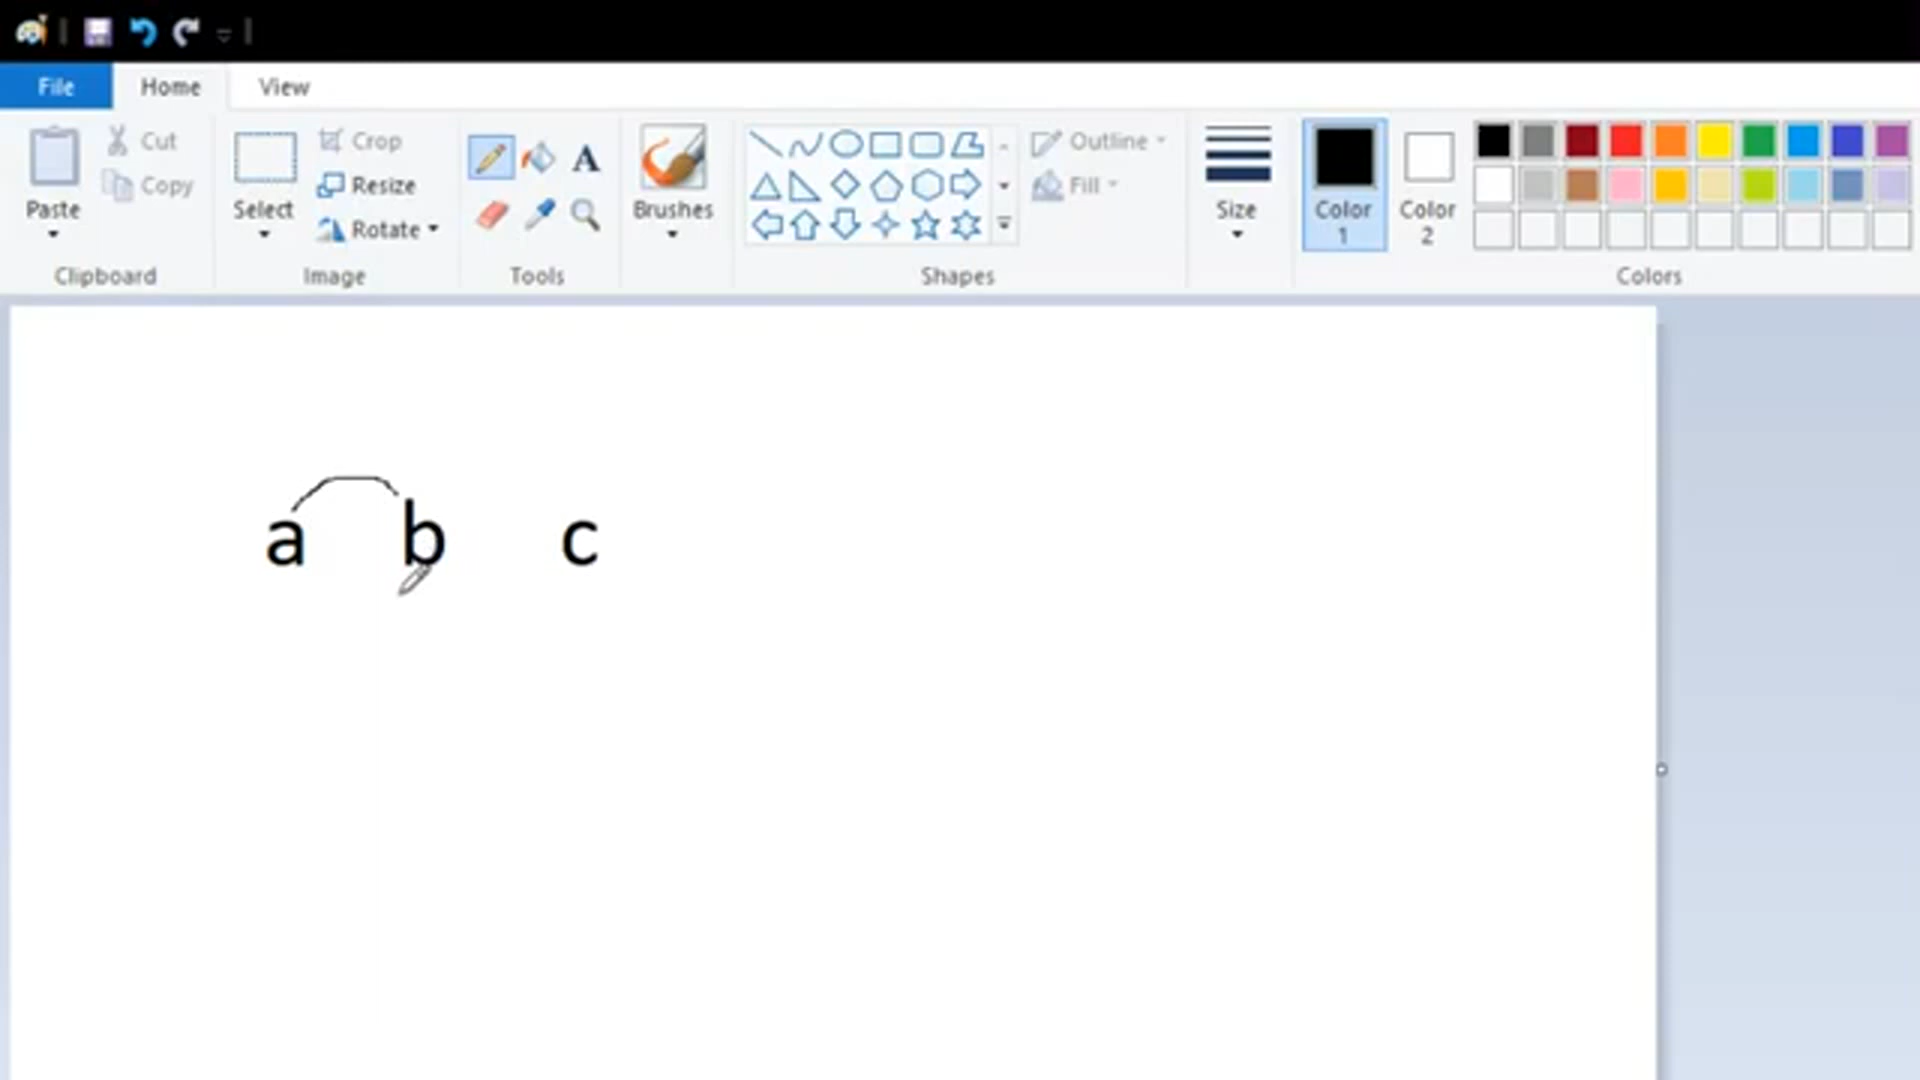 File Home View
Cut Crop Outline
Copy Resize Fill
Paste Select Rotate Brushes Size Color 1 Color 2
Clipboard Image Tools Shapes Colors
a b c